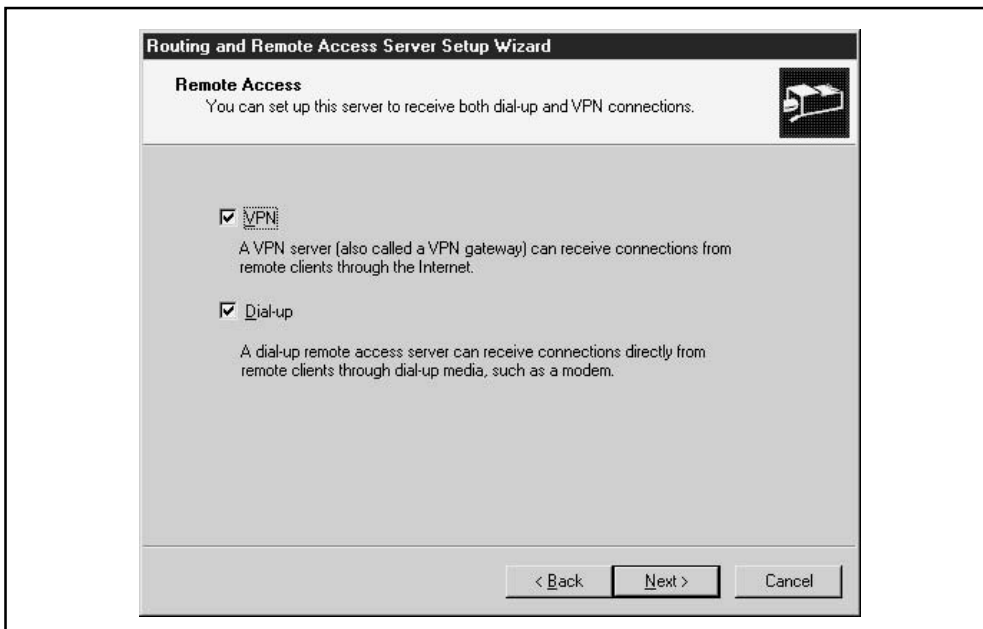 Routing and Remote Access Server Setup Wizard
Remote Access
You can set up this server to receive both dial-up and VPN connections.
VPN
A VPN server (also called a VPN gateway) can receive connections from
remote clients through the Internet.
Dial-up
A dial-up remote access server can receive connections directly from
remote clients through dial-up media, such as a modem.
< Back
Next >
Cancel